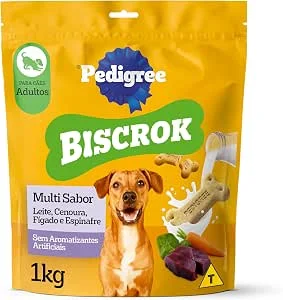 PARA CÃES
Adultos
Pedigree
BISCROK
Multi Sabor
Leite, Cenoura,
Fígado e Espinafre
Sem Aromatizantes
Artificiais
1kg
T